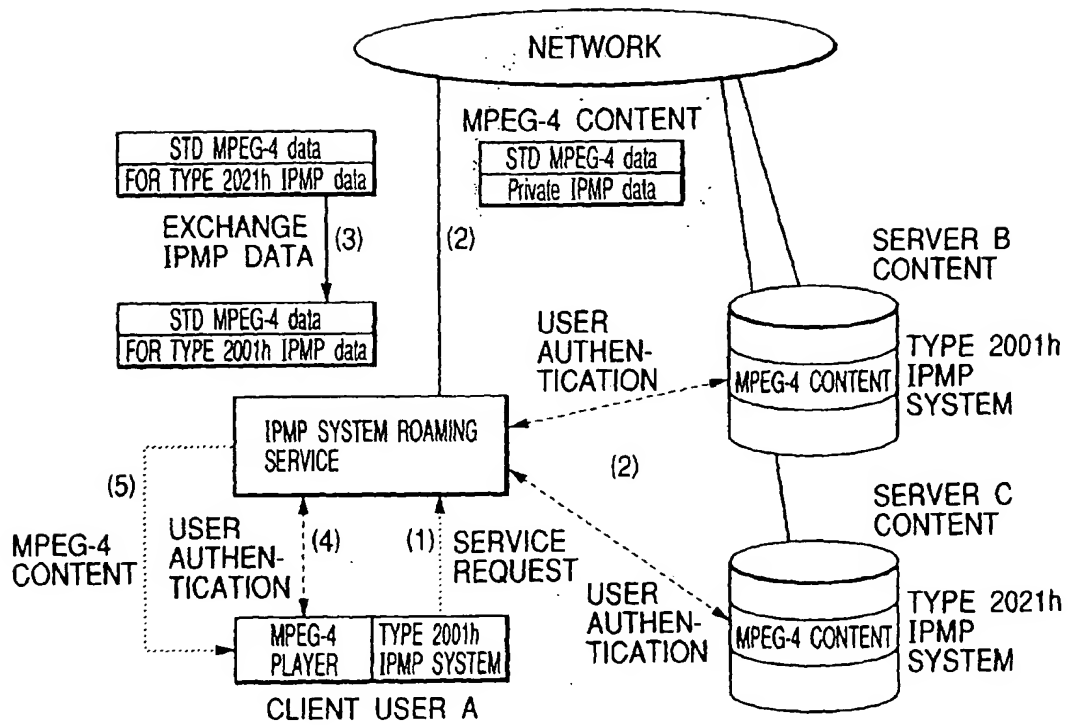 NETWORK
MPEG-4 CONTENT
STD MPEG-4 data
Private IPMP data
STD MPEG-4 data
FOR TYPE 2021h IPMP data
EXCHANGE
IPMP DATA
(3)
(2)
STD MPEG-4 data
FOR TYPE 2001h IPMP data
SERVER B
CONTENT
USER
AUTHEN-
TICATION
MPEG-4 CONTENT
TYPE 2001h
IPMP
SYSTEM
IPMP SYSTEM ROAMING
SERVICE
(2)
(5)
MPEG-4
CONTENT
USER
AUTHEN-
TICATION
(4)
(1)
SERVICE
REQUEST
SERVER C
CONTENT
USER
AUTHEN-
TICATION
MPEG-4 CONTENT
TYPE 2021h
IPMP
SYSTEM
MPEG-4
PLAYER
TYPE 2001h
IPMP SYSTEM
CLIENT USER A